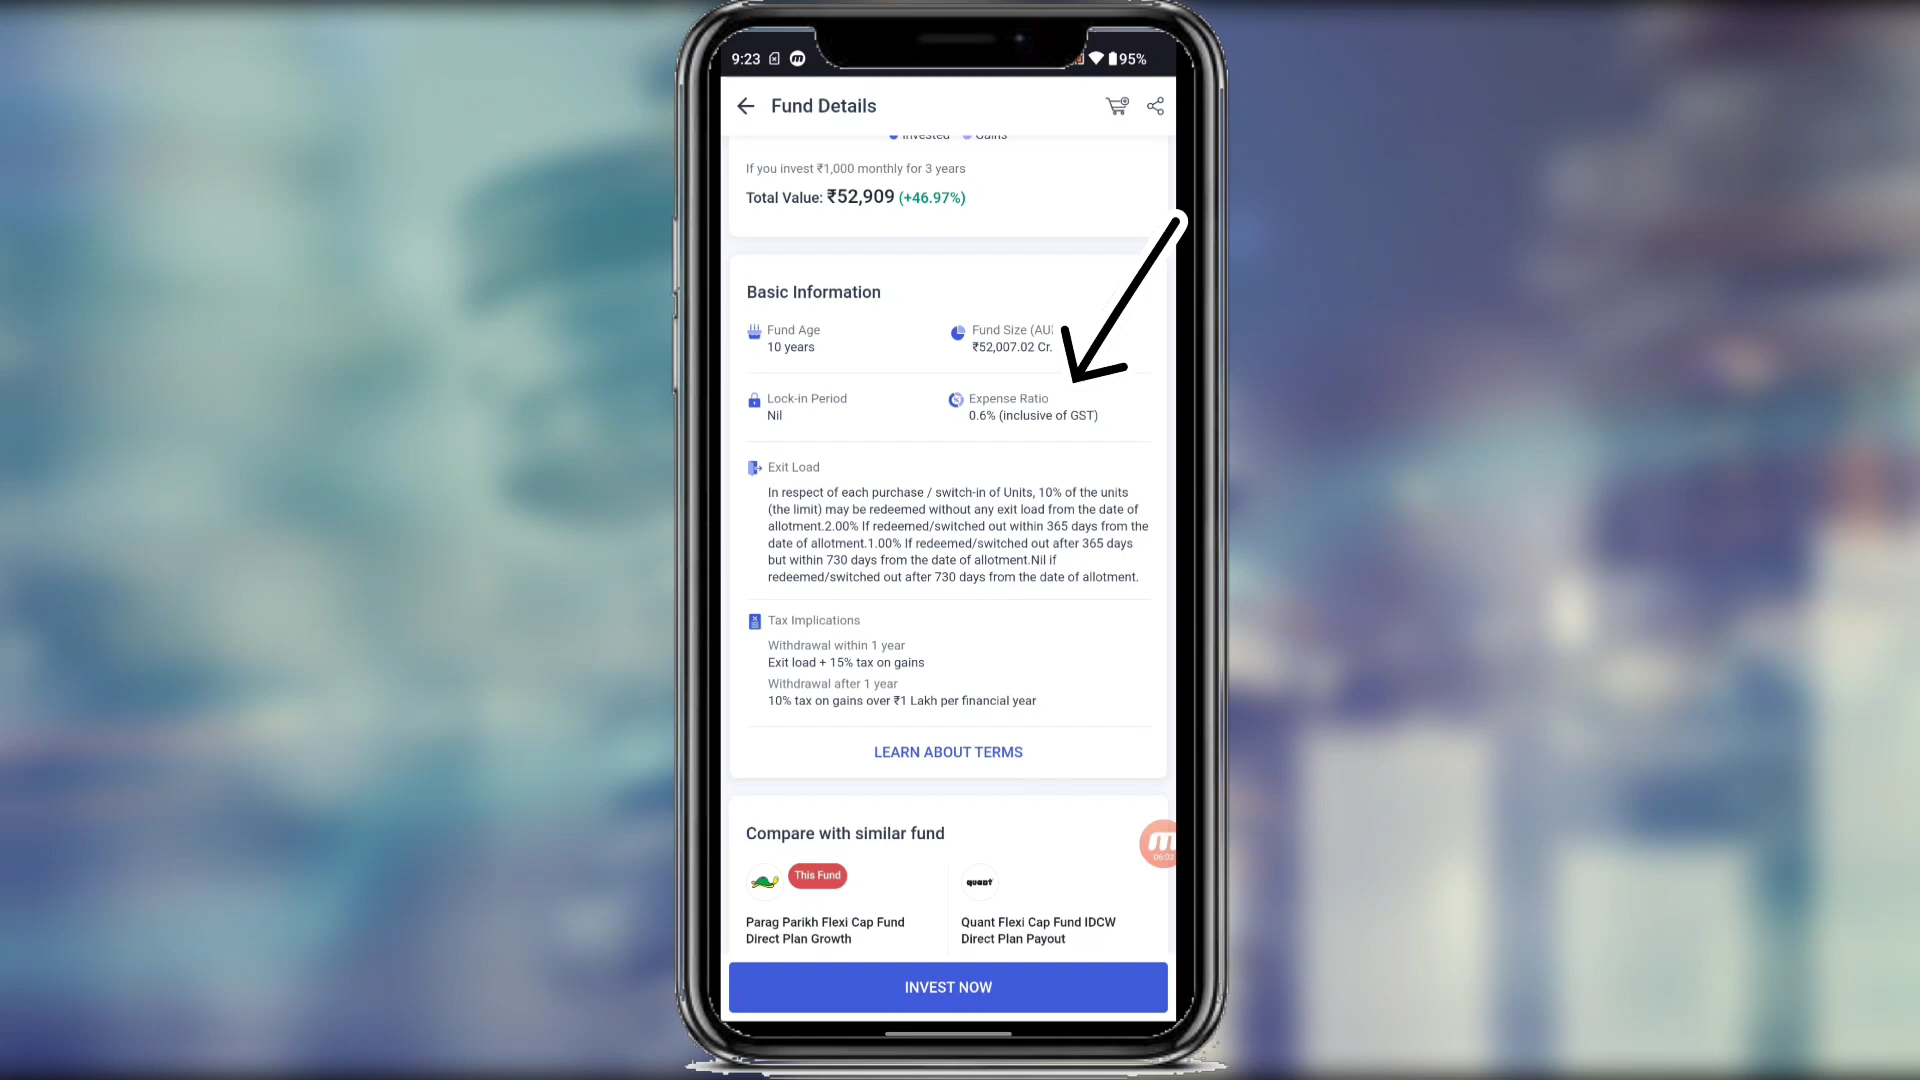 9:23
95%
Fund Details
Invested Gains
If you invest ₹1,000 monthly for 3 years
Total Value: ₹52,909 (+46.97%)
Basic Information
Fund Age
10 years
Fund Size (AU
₹52,007.02 Cr.
Lock-in Period
Nil
Expense Ratio
0.6% (inclusive of GST)
Exit Load
In respect of each purchase / switch-in of Units, 10% of the units
(the limit) may be redeemed without any exit load from the date of
allotment.2.00% If redeemed/switched out within 365 days from the
date of allotment.1.00% If redeemed/switched out after 365 days
but within 730 days from the date of allotment.Nil if
redeemed/switched out after 730 days from the date of allotment.
Tax Implications
Withdrawal within 1 year
Exit load + 15% tax on gains
Withdrawal after 1 year
10% tax on gains over ₹1 Lakh per financial year
LEARN ABOUT TERMS
Compare with similar fund
06:02
This Fund
quant
Parag Parikh Flexi Cap Fund
Direct Plan Growth
Quant Flexi Cap Fund IDCW
Direct Plan Payout
INVEST NOW